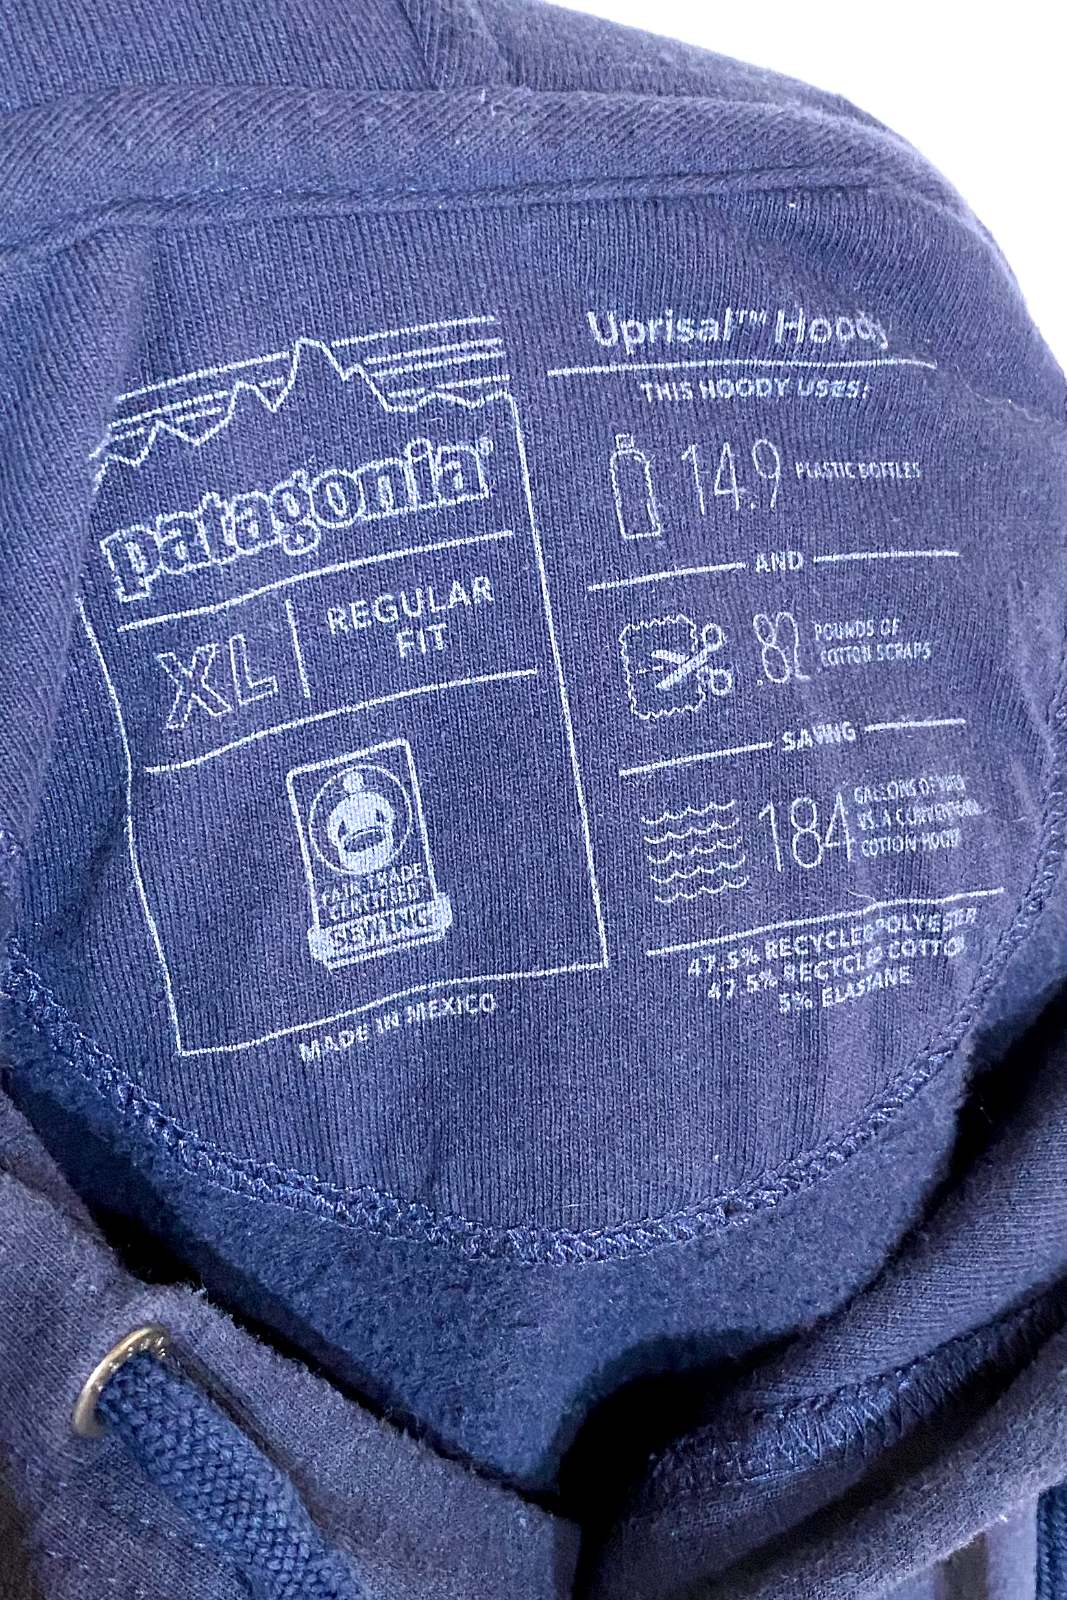 patagonia®
XL
REGULAR
FIT
FAIR TRADE
CERTIFIED™
SEWING
MADE IN MEXICO
Uprisal™ Hoody
THIS HOODY USES:
14.9 PLASTIC BOTTLES
AND
.82 POUNDS OF
COTTON SCRAPS
SAVING
184 GALLONS OF WATER
VS. A CONVENTIONAL
COTTON HOODY
47.5% RECYCLED POLYESTER
47.5% RECYCLED COTTON
5% ELASTANE